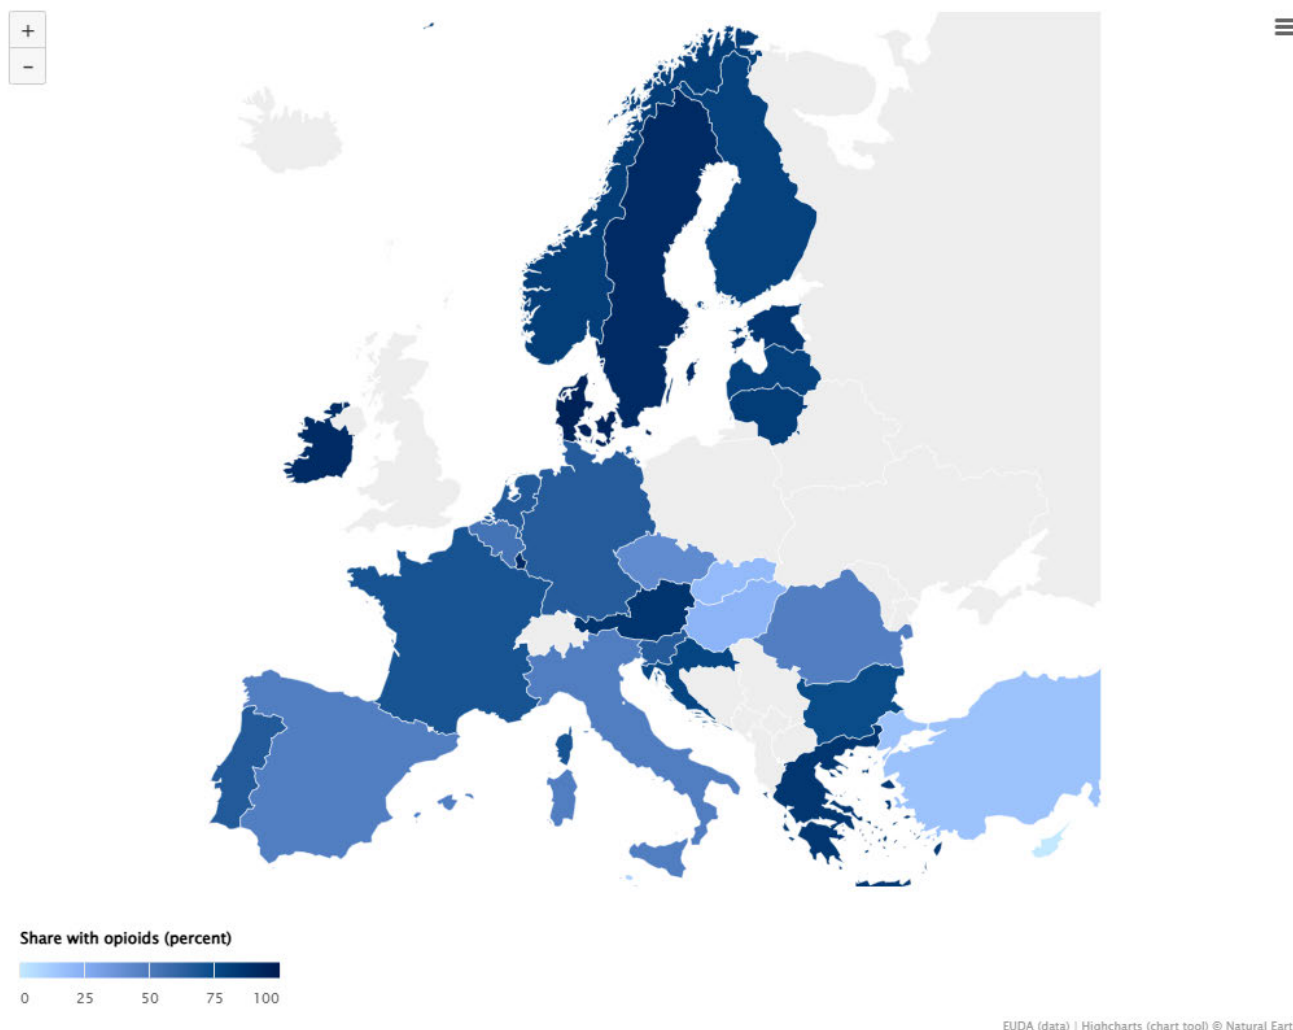 +
−
Share with opioids (percent)
0 25 50 75 100
EUDA (data) | Highcharts (chart tool) © Natural Eart